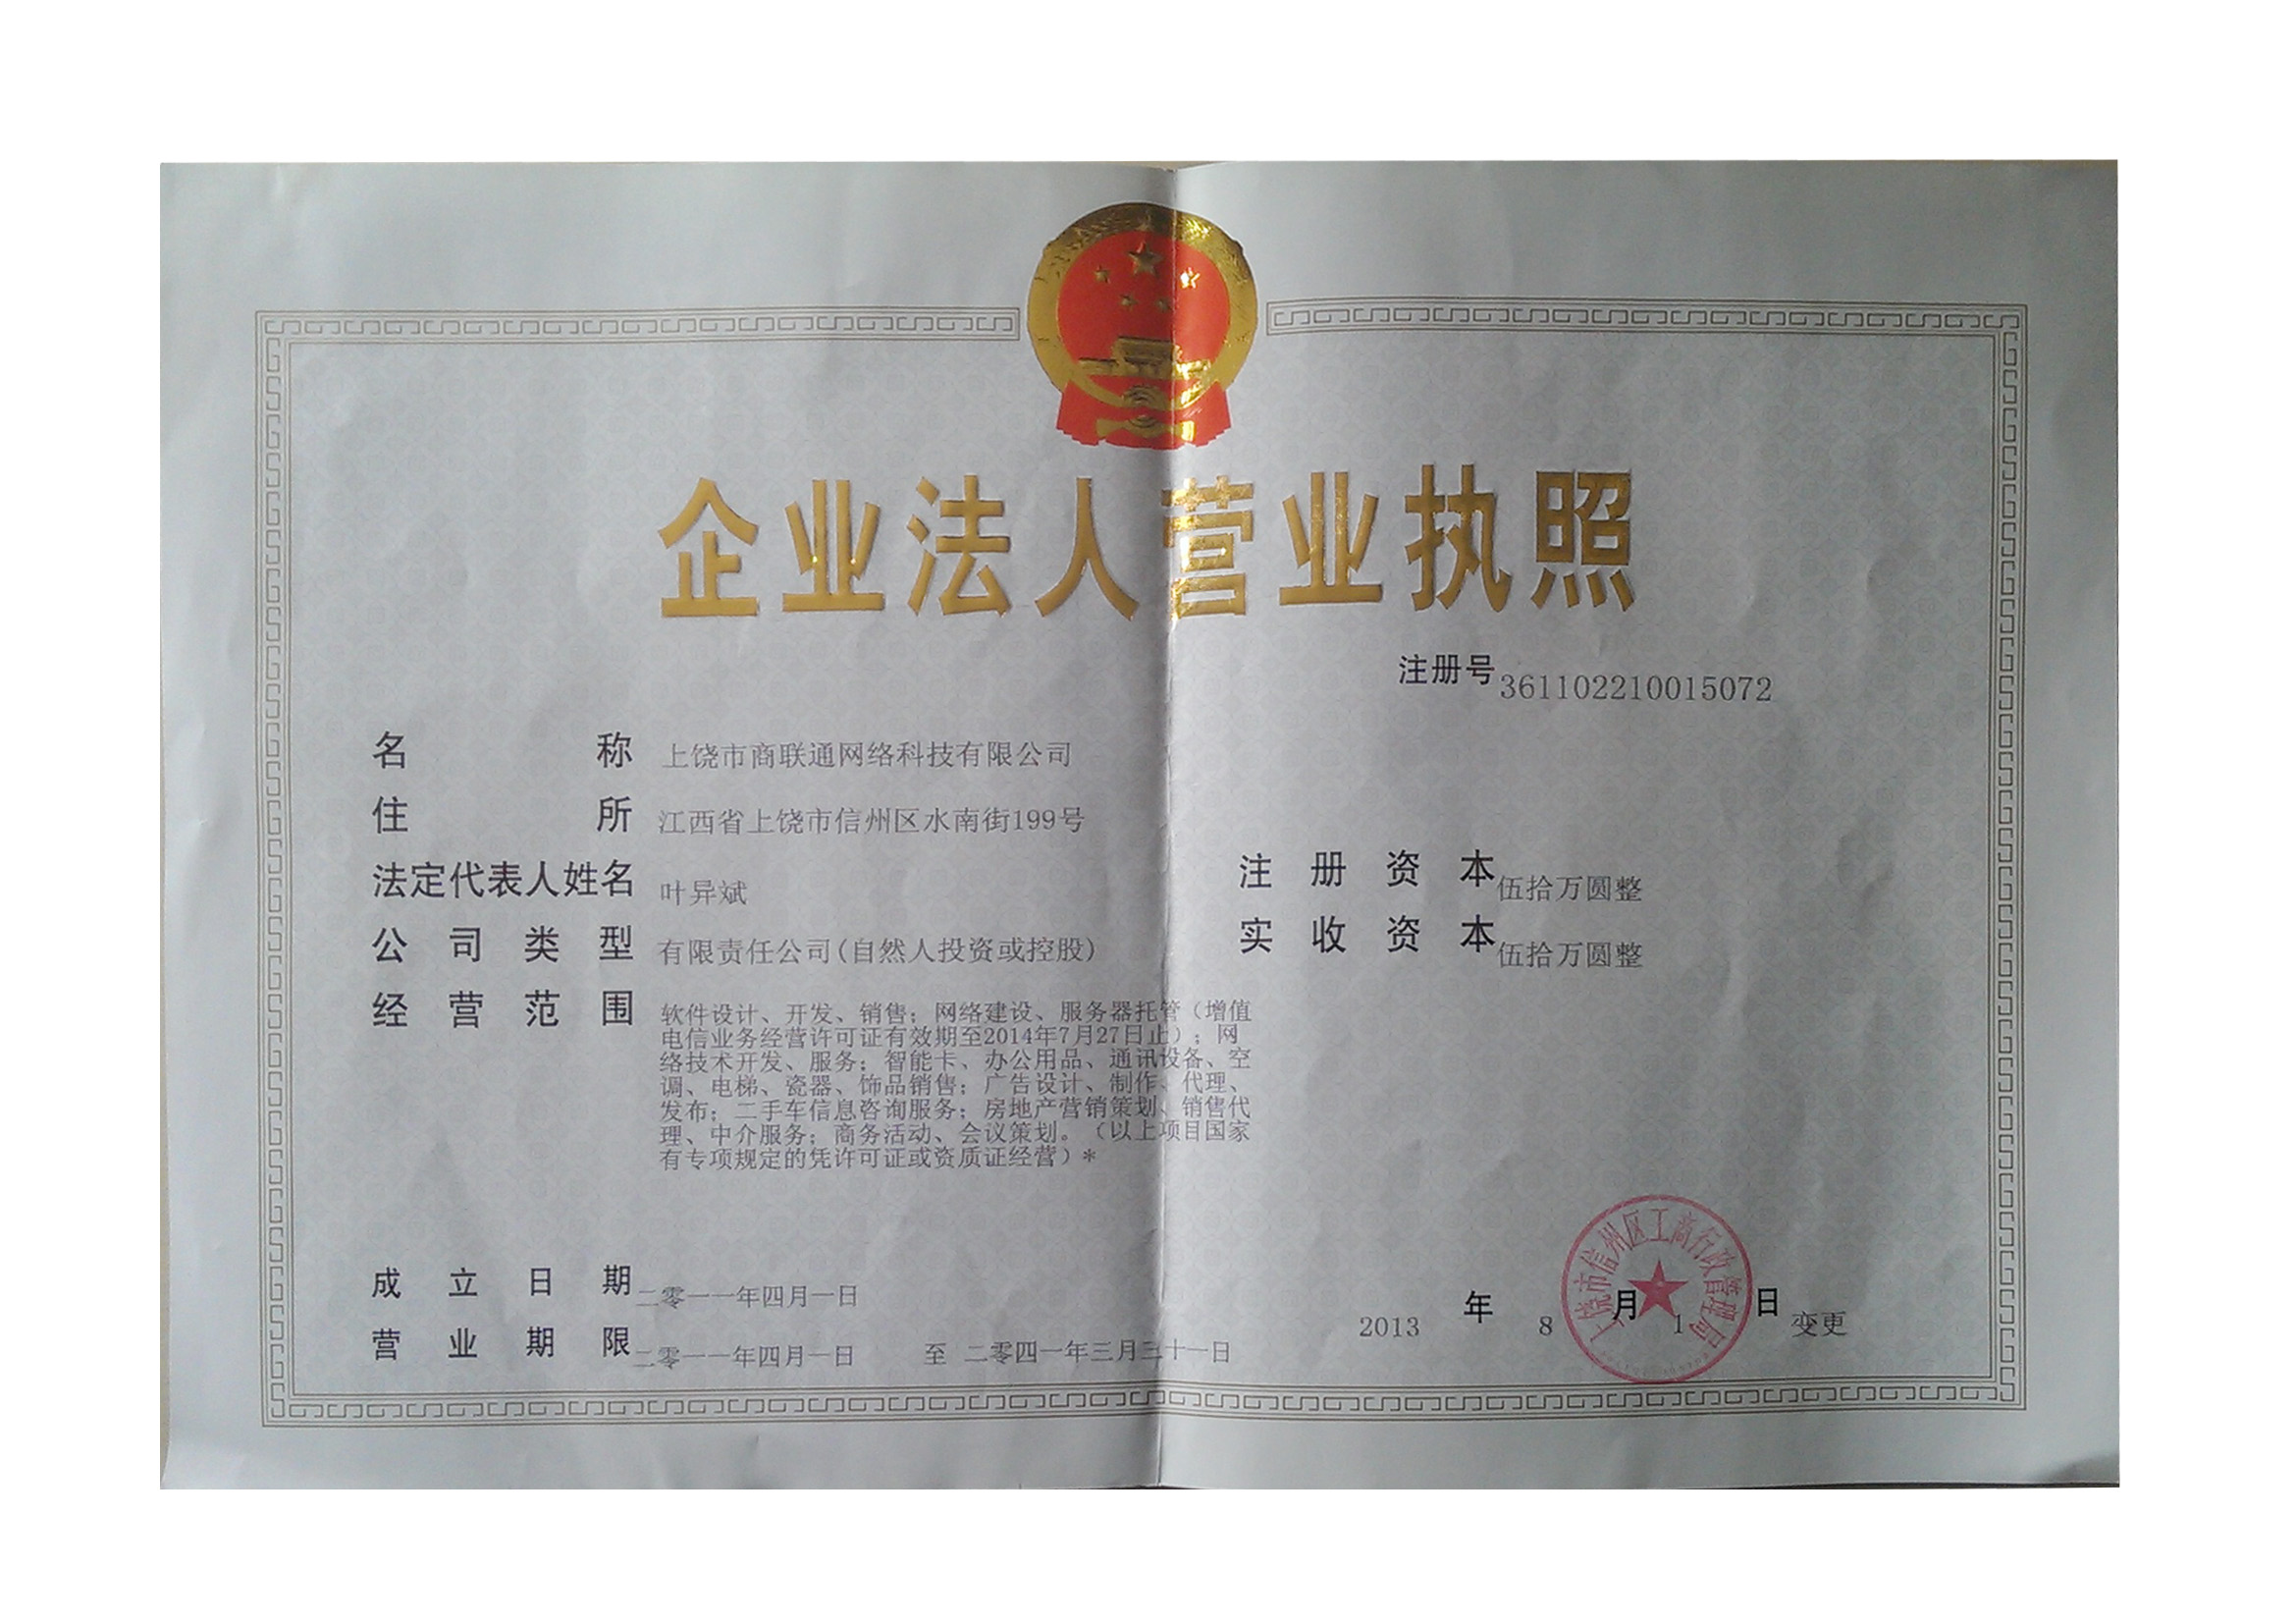 企业法人营业执照
注册号 361102210015072
名称 上饶市商联通网络科技有限公司
住所 江西省上饶市信州区水南街199号
法定代表人姓名 叶异斌
注册资本 伍拾万圆整
公司类型 有限责任公司(自然人投资或控股)
实收资本 伍拾万圆整
经营范围 软件设计、开发、销售；网络建设、服务器托管（增值
电信业务经营许可证有效期至2014年7月27日止）；网
络技术开发、服务；智能卡、办公用品、通讯设备、空
调、电梯、瓷器、饰品销售；广告设计、制作、代理、
发布；二手车信息咨询服务；房地产营销策划、销售代
理、中介服务；商务活动、会议策划。（以上项目国家
有专项规定的凭许可证或资质证经营）*
成立日期 二零一一年四月一日
营业期限 二零一一年四月一日 至 二零四一年三月三十一日
2013 年 8 月 1 日 变更
上饶市信州区工商行政管理局